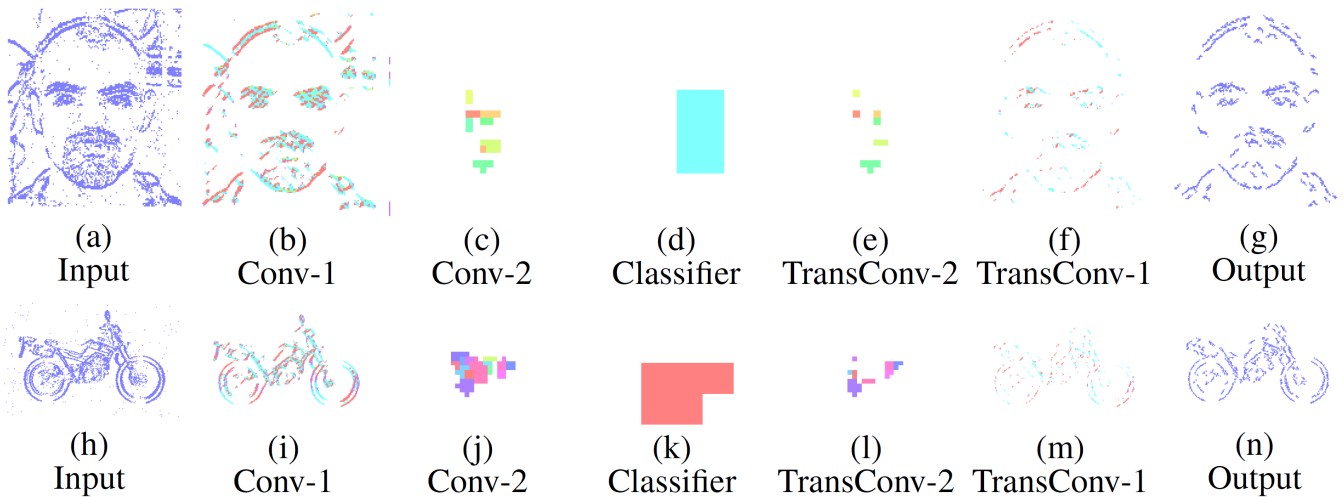 (a) (b) (c) (d) (e) (f) (g)
Input Conv-1 Conv-2 Classifier TransConv-2 TransConv-1 Output
(h) (i) (j) (k) (l) (m) (n)
Input Conv-1 Conv-2 Classifier TransConv-2 TransConv-1 Output